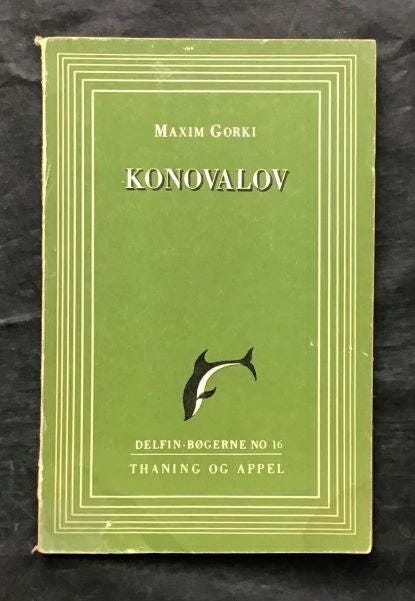 MAXIM GORKI
KONOVALOV
DELFIN·BØGERNE NO 16
THANING OG APPEL